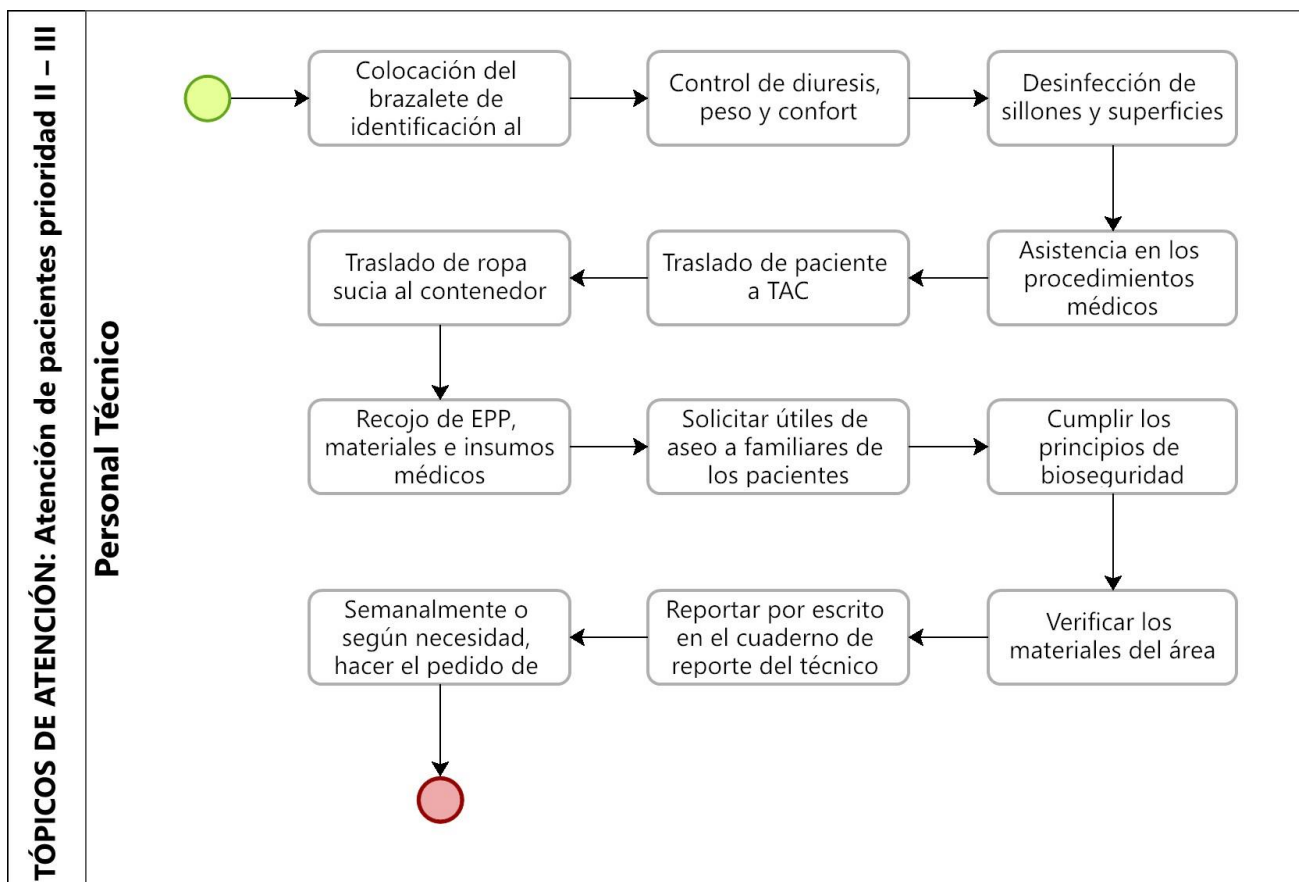 TÓPICOS DE ATENCIÓN: Atención de pacientes prioridad II – III
Personal Técnico
Colocación del
brazalete de
identificación al
Control de diuresis,
peso y confort
Desinfección de
sillones y superficies
Asistencia en los
procedimientos
médicos
Traslado de paciente
a TAC
Traslado de ropa
sucia al contenedor
Recojo de EPP,
materiales e insumos
médicos
Solicitar útiles de
aseo a familiares de
los pacientes
Cumplir los
principios de
bioseguridad
Verificar los
materiales del área
Reportar por escrito
en el cuaderno de
reporte del técnico
Semanalmente o
según necesidad,
hacer el pedido de